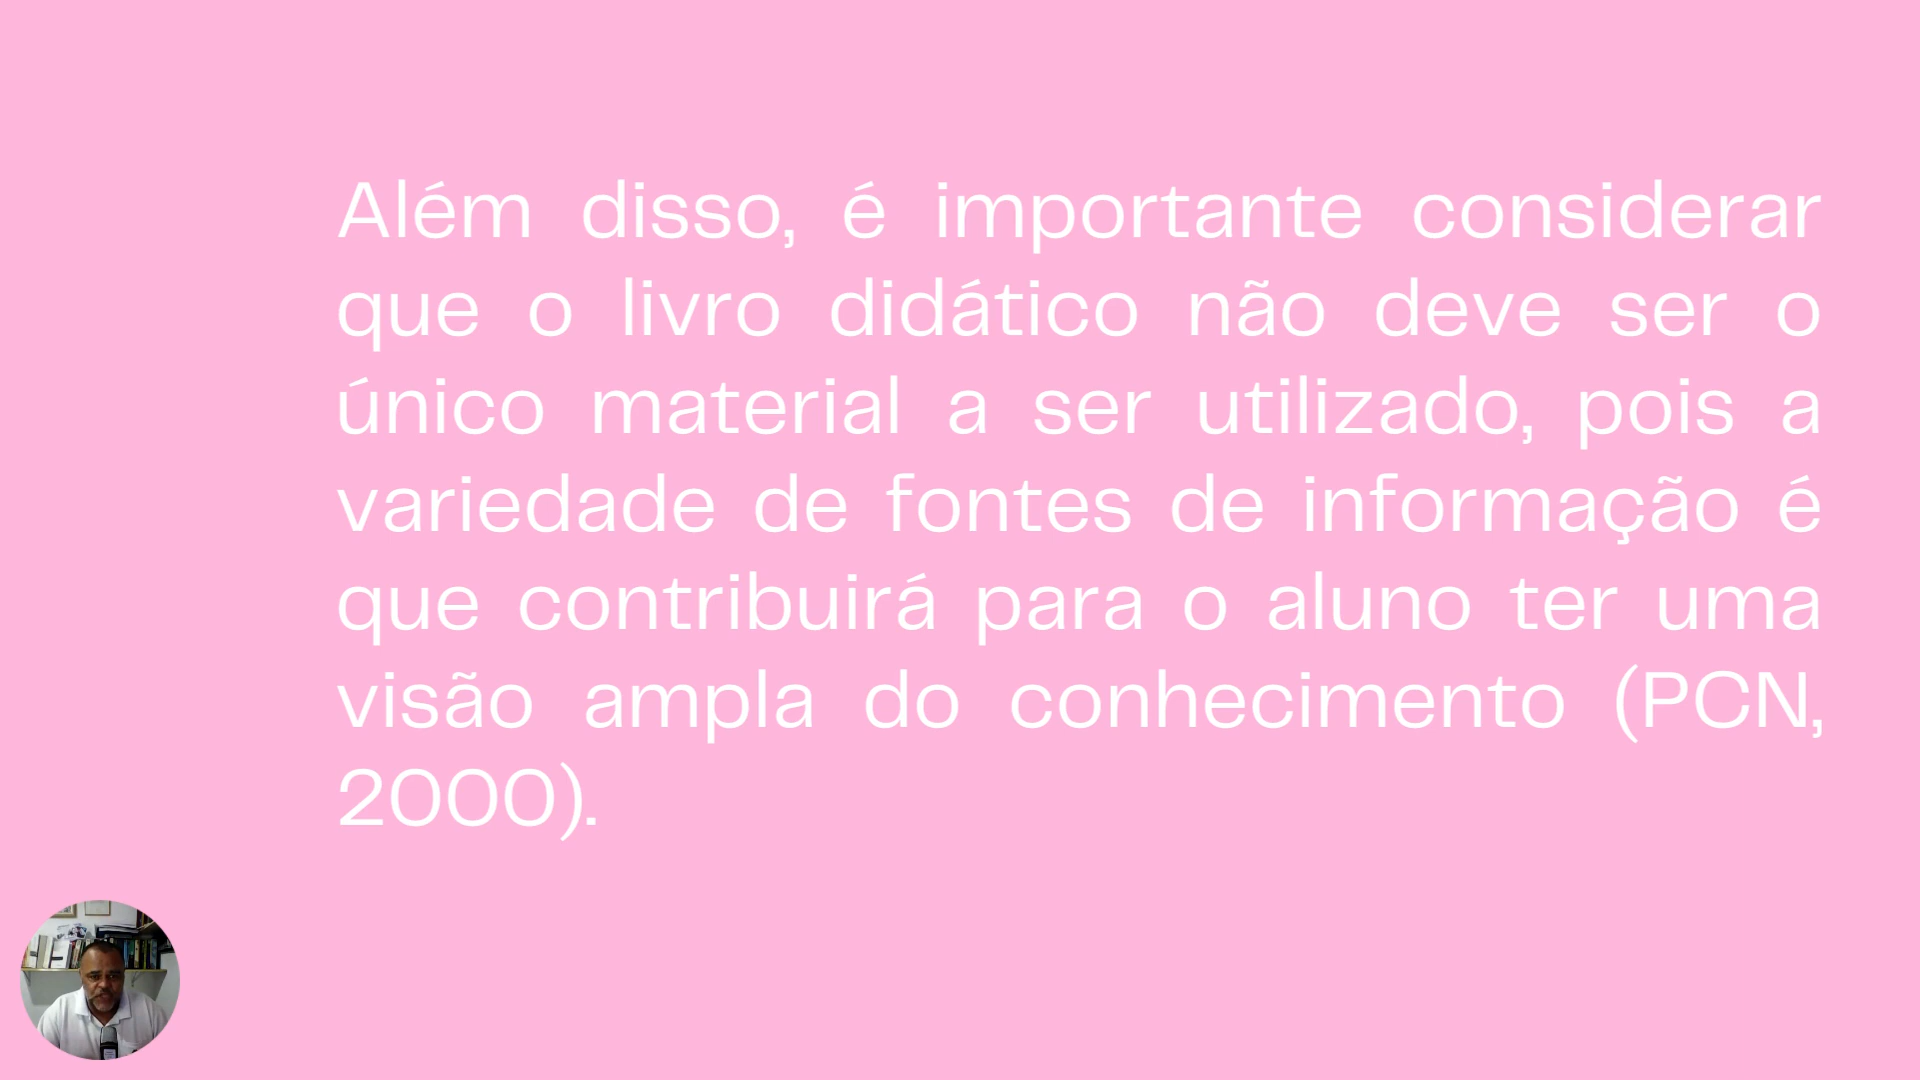 Além disso, é importante considerar
que o livro didático não deve ser o
único material a ser utilizado, pois a
variedade de fontes de informação é
que contribuirá para o aluno ter uma
visão ampla do conhecimento (PCN,
2000).